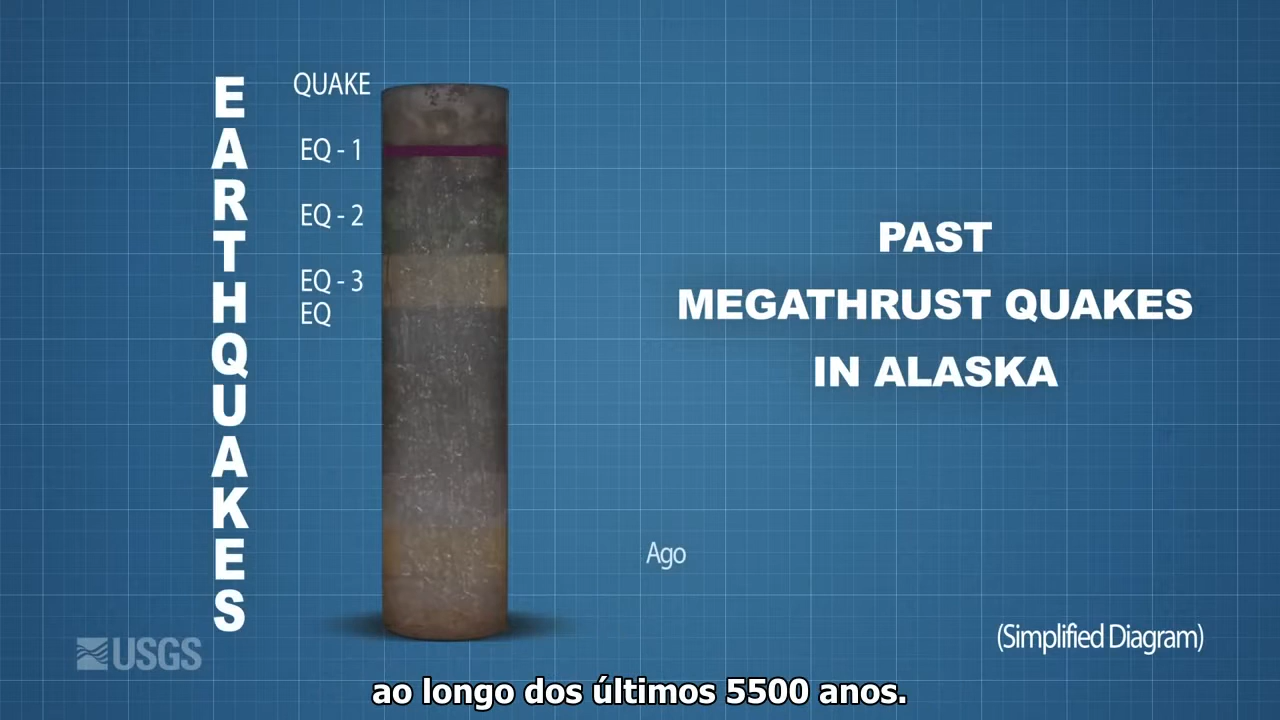 EARTHQUAKES
QUAKE
EQ - 1
EQ - 2
EQ - 3
EQ
PAST
MEGATHRUST QUAKES
IN ALASKA
Ago
(Simplified Diagram)
USGS
ao longo dos últimos 5500 anos.